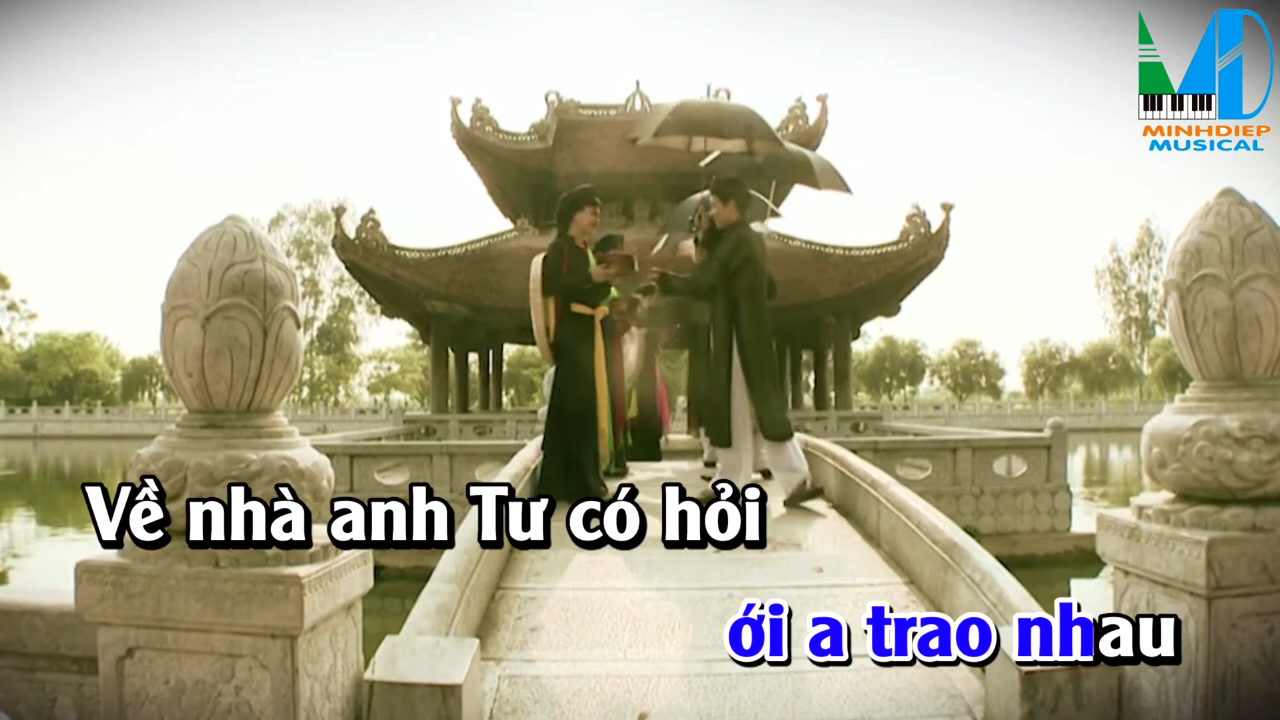 MINHDIEP
MUSICAL
Về nhà anh Tư có hỏi
ới a trao nhau